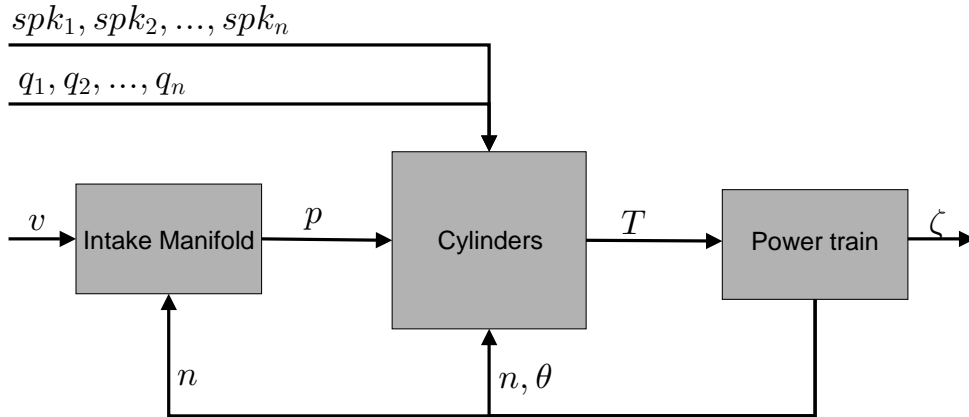 spk₁, spk₂, ..., spkₙ
q₁, q₂, ..., qₙ
v
Intake Manifold
p
Cylinders
T
Power train
ζ
n
n, θ